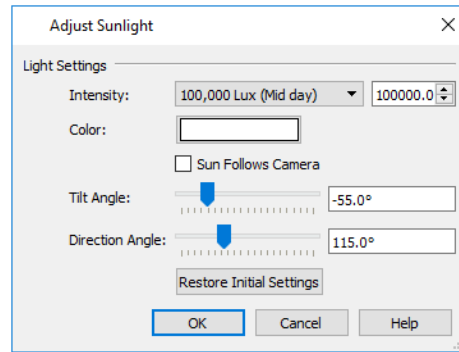 Adjust Sunlight
Light Settings
Intensity: 100,000 Lux (Mid day) 100000.0
Color:
Sun Follows Camera
Tilt Angle: -55.0°
Direction Angle: 115.0°
Restore Initial Settings
OK Cancel Help